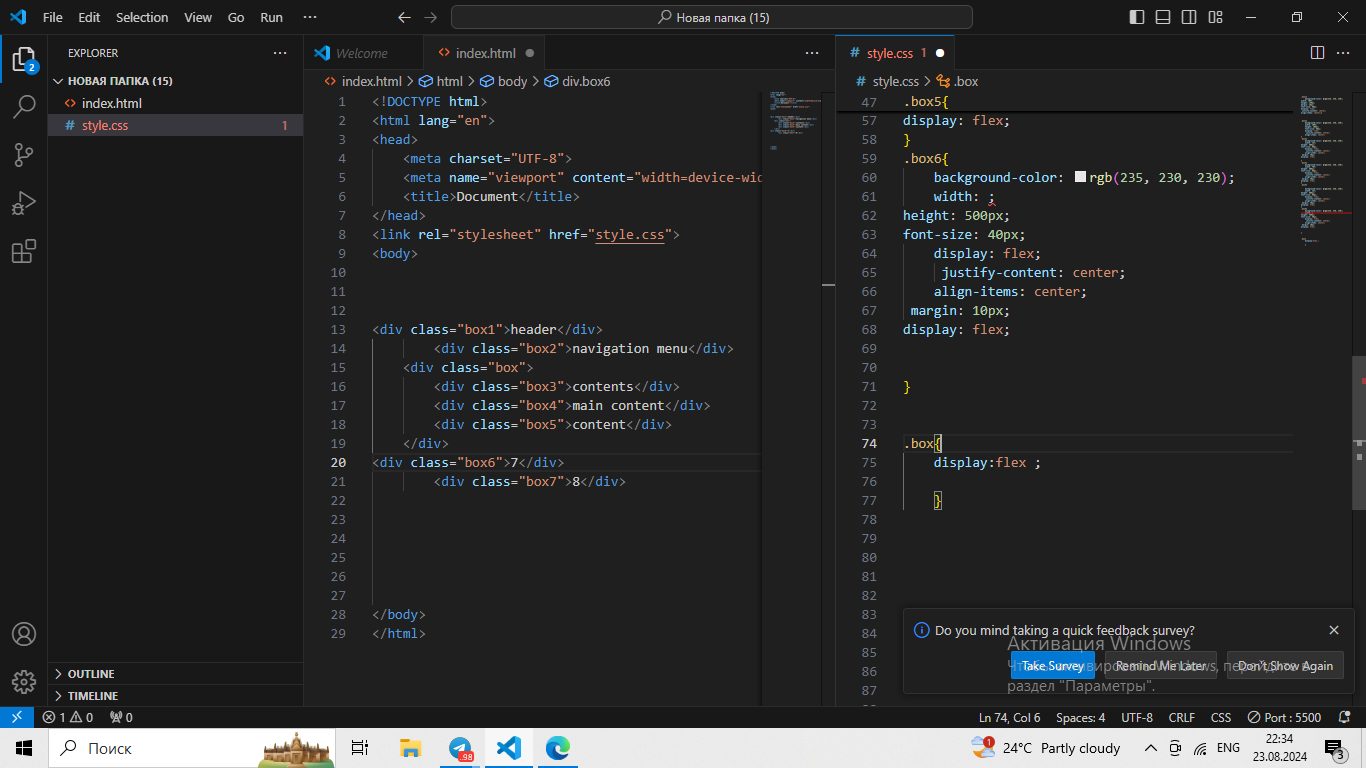 File Edit Selection View Go Run ··· Новая папка (15)
EXPLORER ···
НОВАЯ ПАПКА (15)
index.html
style.css 1
OUTLINE
TIMELINE
Welcome index.html ···
index.html > html > body > div.box6
1 <!DOCTYPE html>
2 <html lang="en">
3 <head>
4 <meta charset="UTF-8">
5 <meta name="viewport" content="width=device-wid
6 <title>Document</title>
7 </head>
8 <link rel="stylesheet" href="style.css">
9 <body>
10
11
12
13 <div class="box1">header</div>
14 <div class="box2">navigation menu</div>
15 <div class="box">
16 <div class="box3">contents</div>
17 <div class="box4">main content</div>
18 <div class="box5">content</div>
19 </div>
20 <div class="box6">7</div>
21 <div class="box7">8</div>
22
23
24
25
26
27
28 </body>
29 </html>
# style.css 1 ···
# style.css > .box
47 .box5{
57 display: flex;
58 }
59 .box6{
60 background-color: rgb(235, 230, 230);
61 width: ;
62 height: 500px;
63 font-size: 40px;
64 display: flex;
65 justify-content: center;
66 align-items: center;
67 margin: 10px;
68 display: flex;
69
70
71 }
72
73
74 .box{
75 display:flex ;
76
77 }
78
79
80
81
82
83
84
85
86
87
Do you mind taking a quick feedback survey?
Take Survey Remind Me Later Don't Show Again
Активация Windows
Чтобы активировать Windows, перейдите в
раздел "Параметры".
1 0 0 Ln 74, Col 6 Spaces: 4 UTF-8 CRLF CSS Port : 5500
Поиск 98 24°C Partly cloudy ENG 22:34
23.08.2024 3